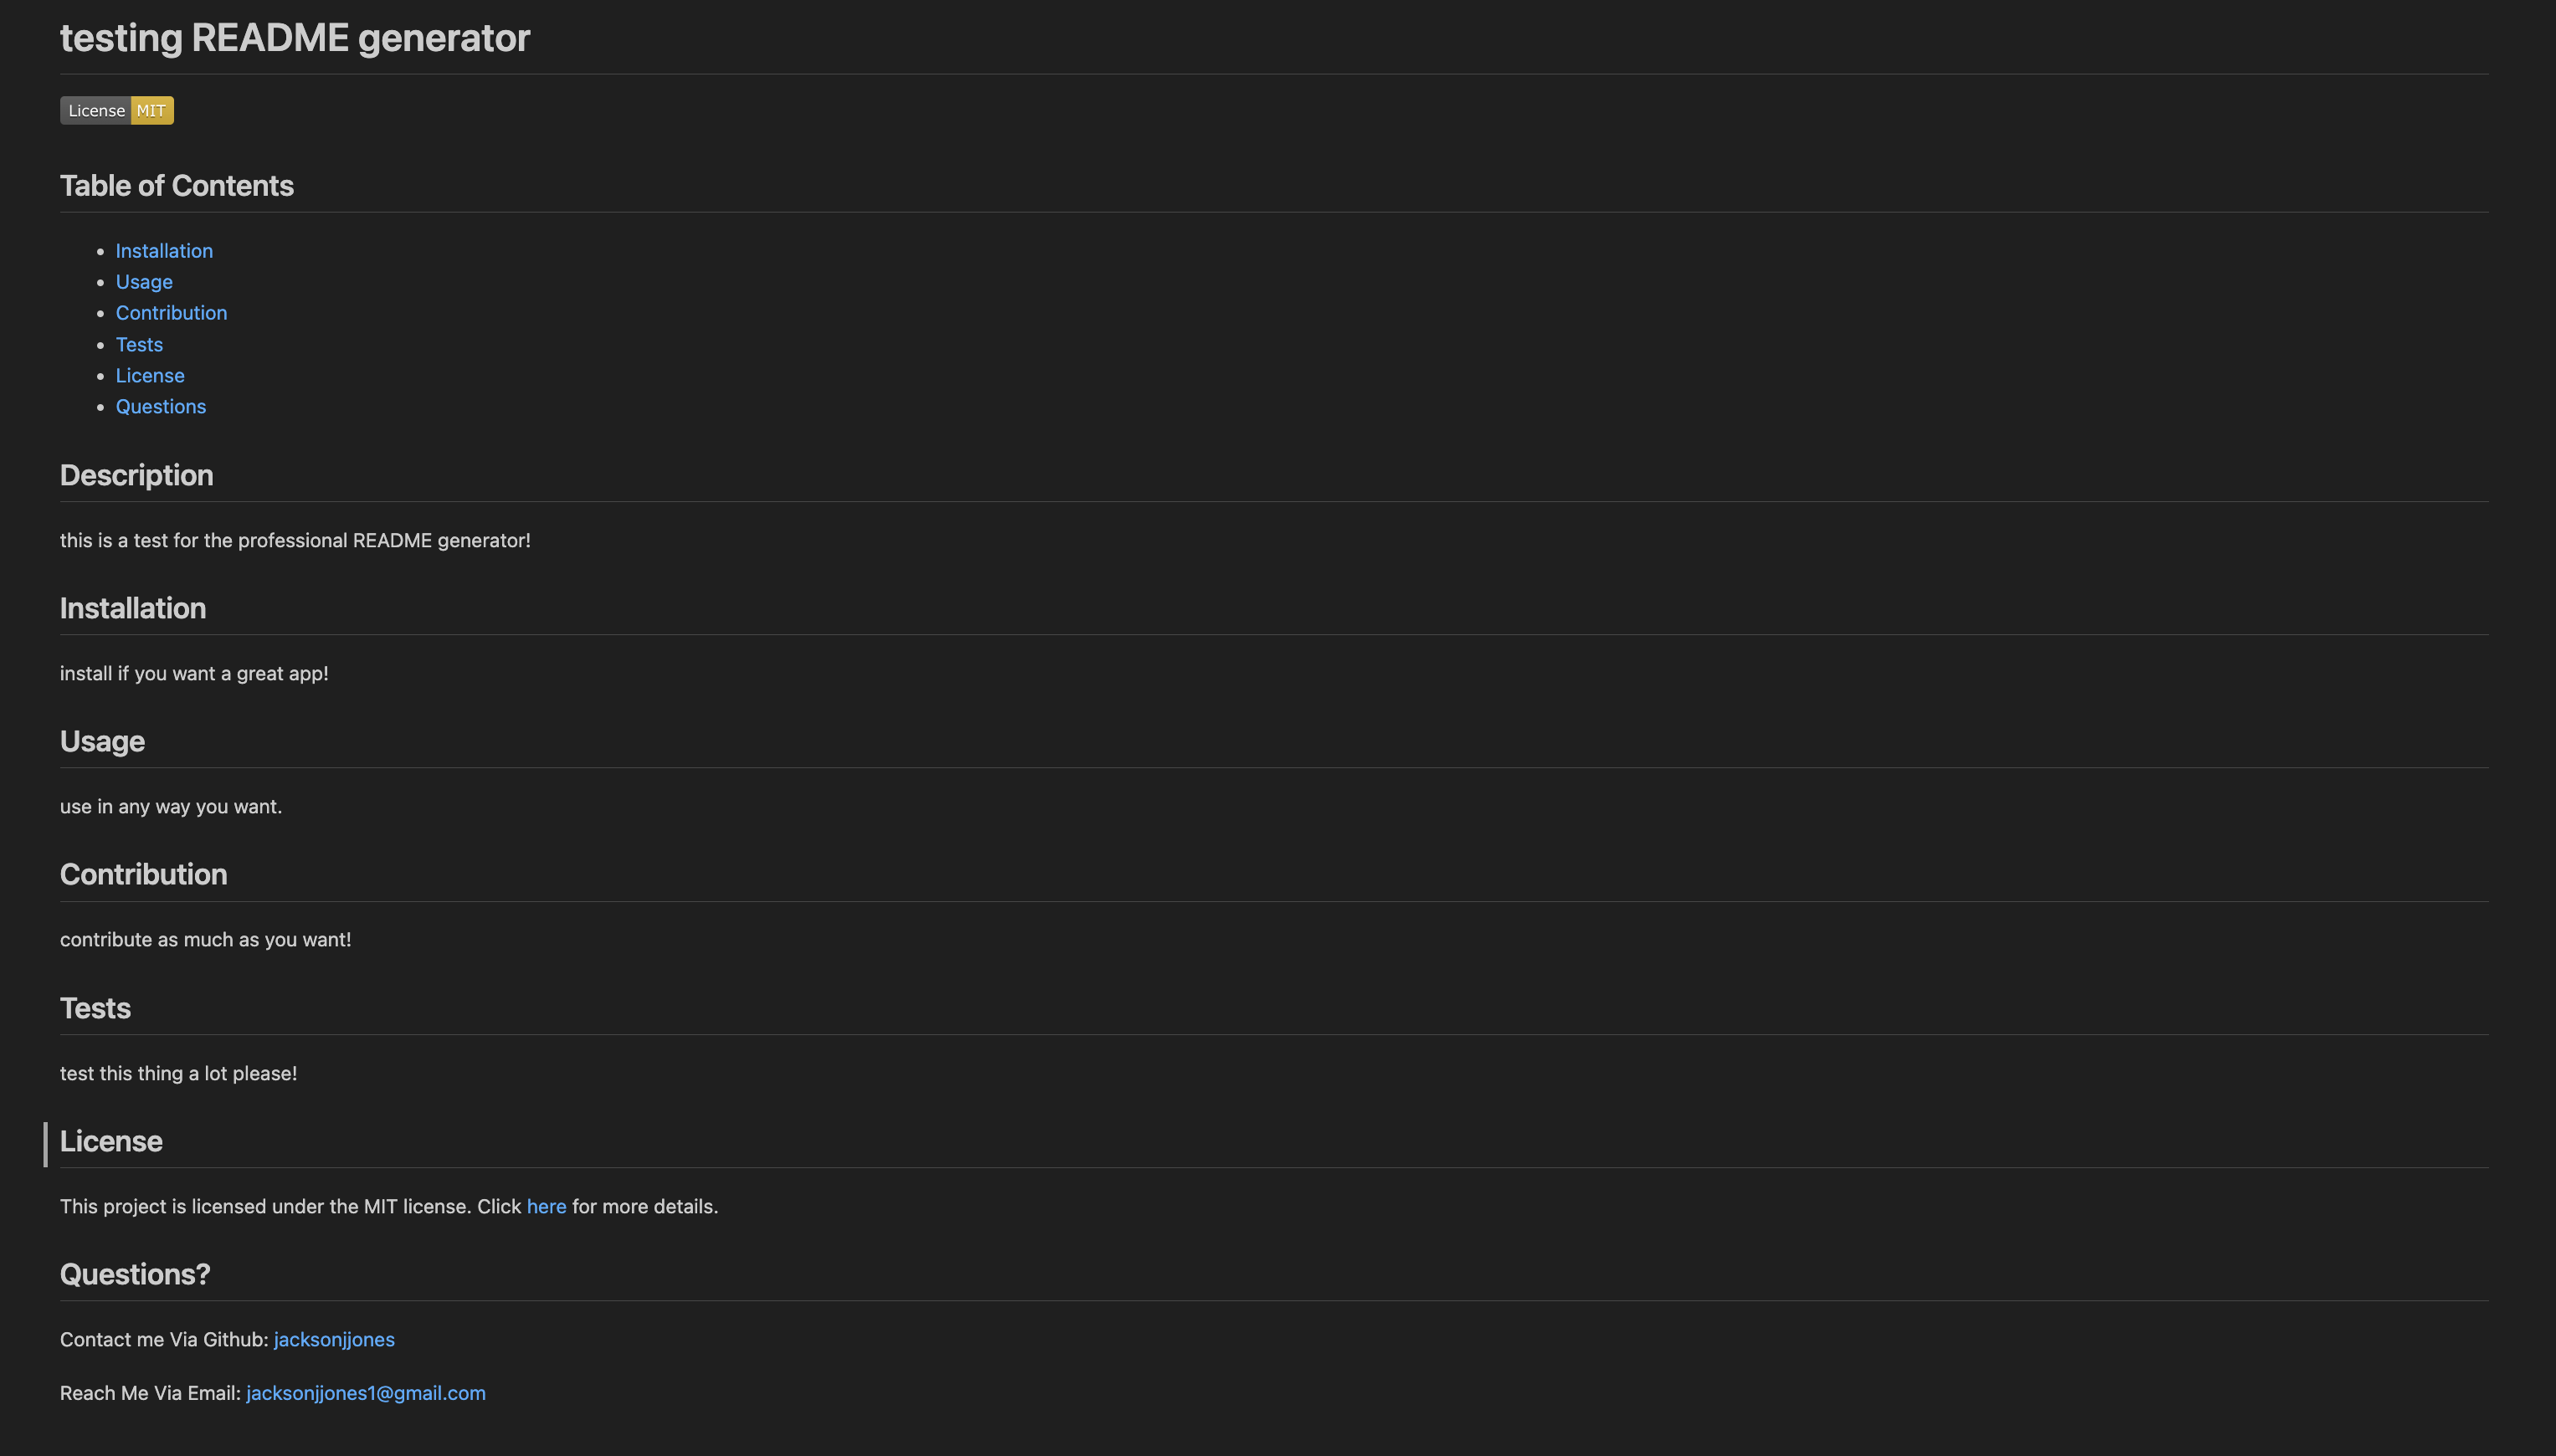 testing README generator
License MIT
Table of Contents
Installation
Usage
Contribution
Tests
License
Questions
Description
this is a test for the professional README generator!
Installation
install if you want a great app!
Usage
use in any way you want.
Contribution
contribute as much as you want!
Tests
test this thing a lot please!
License
This project is licensed under the MIT license. Click here for more details.
Questions?
Contact me Via Github: jacksonjjones
Reach Me Via Email: jacksonjjones1@gmail.com